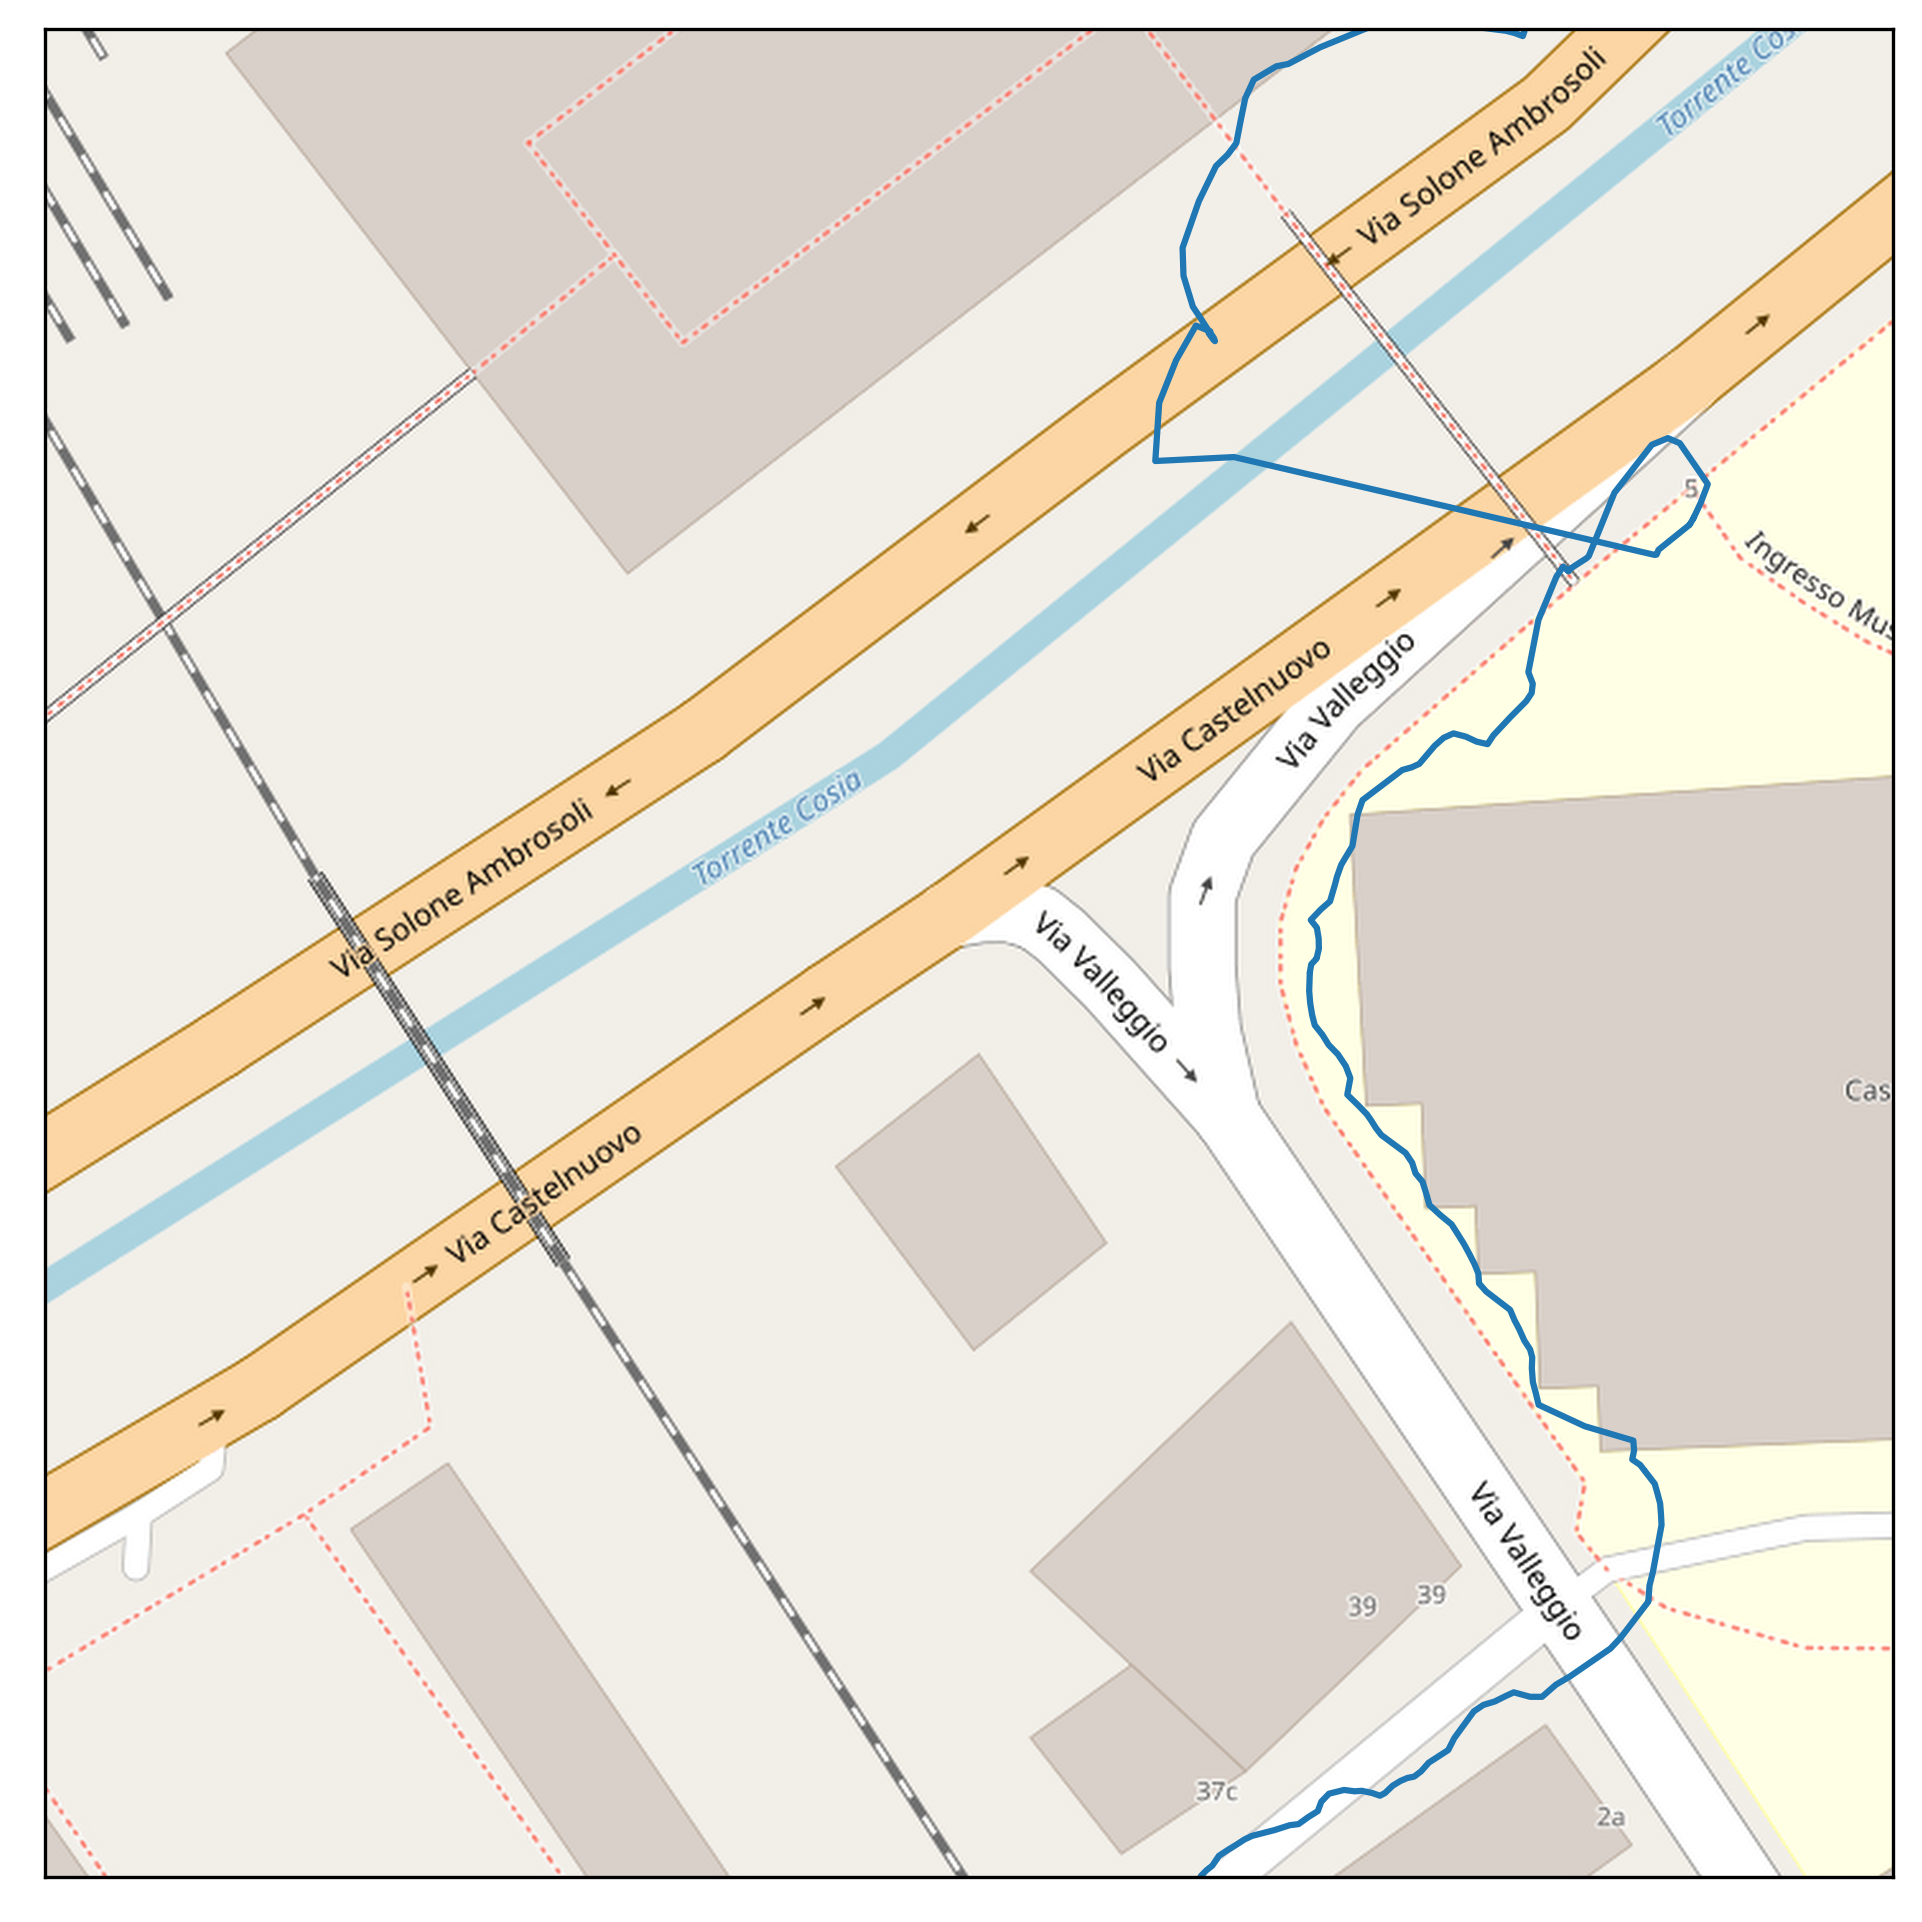 Via Solone Ambrosoli
Torrente Cos
5
Ingresso Mus
Via Castelnuovo
Via Valleggio
Torrente Cosia
Via Solone Ambrosoli
Via Valleggio
Cas
Via Castelnuovo
Via Valleggio
39
39
37c
2a